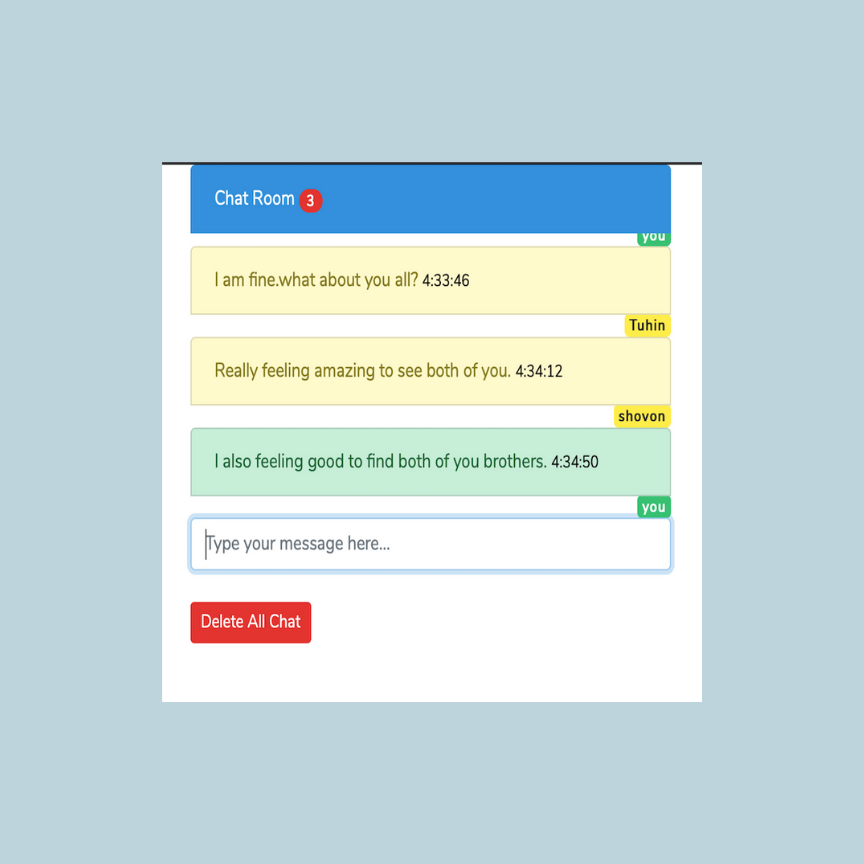 Chat Room 3
you
I am fine.what about you all? 4:33:46
Tuhin
Really feeling amazing to see both of you. 4:34:12
shovon
I also feeling good to find both of you brothers. 4:34:50
you
Type your message here...
Delete All Chat